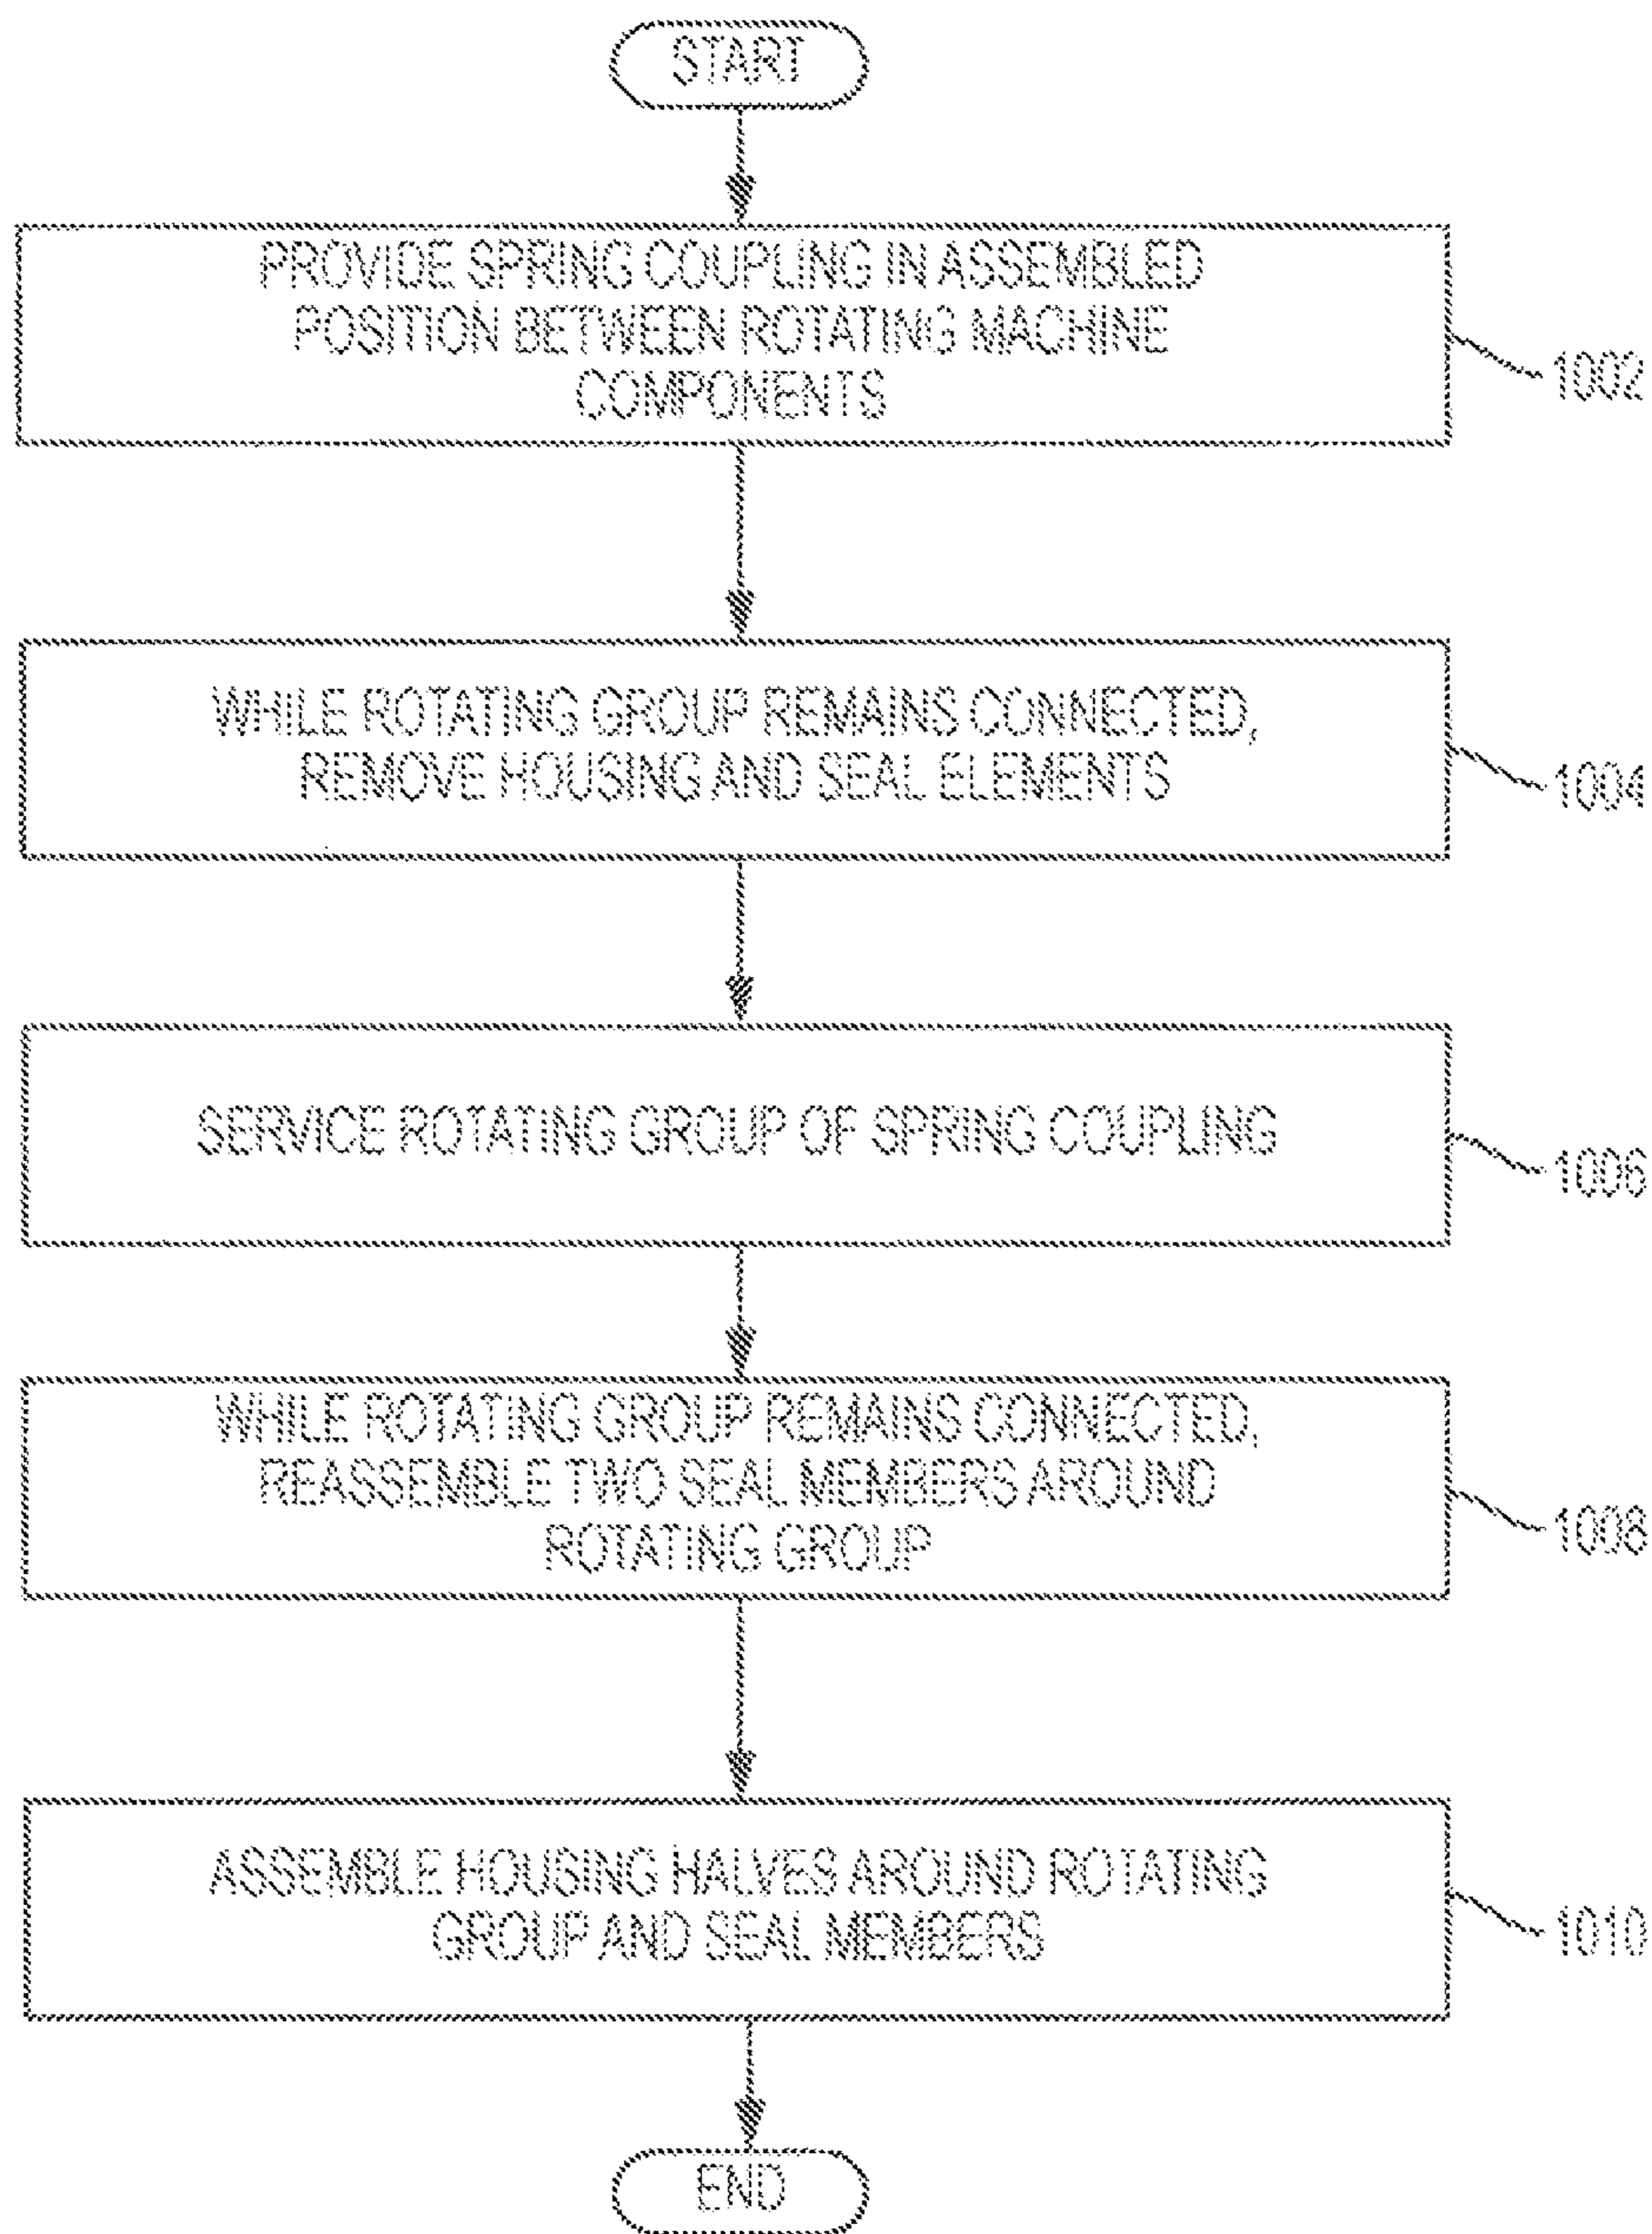 START
PROVIDE SPRING COUPLING IN ASSEMBLED
POSITION BETWEEN ROTATING MACHINE
COMPONENTS
1002
WHILE ROTATING GROUP REMAINS CONNECTED,
REMOVE HOUSING AND SEAL ELEMENTS
1004
SERVICE ROTATING GROUP OF SPRING COUPLING
1006
WHILE ROTATING GROUP REMAINS CONNECTED,
REASSEMBLE TWO SEAL MEMBERS AROUND
ROTATING GROUP
1008
ASSEMBLE HOUSING HALVES AROUND ROTATING
GROUP AND SEAL MEMBERS
1010
END